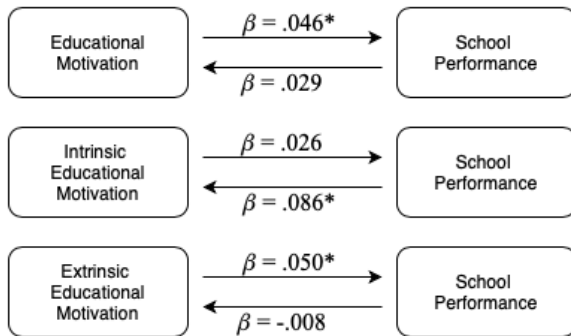 Educational
Motivation
β = .046*
β = .029
School
Performance
Intrinsic
Educational
Motivation
β = .026
β = .086*
School
Performance
Extrinsic
Educational
Motivation
β = .050*
β = -.008
School
Performance